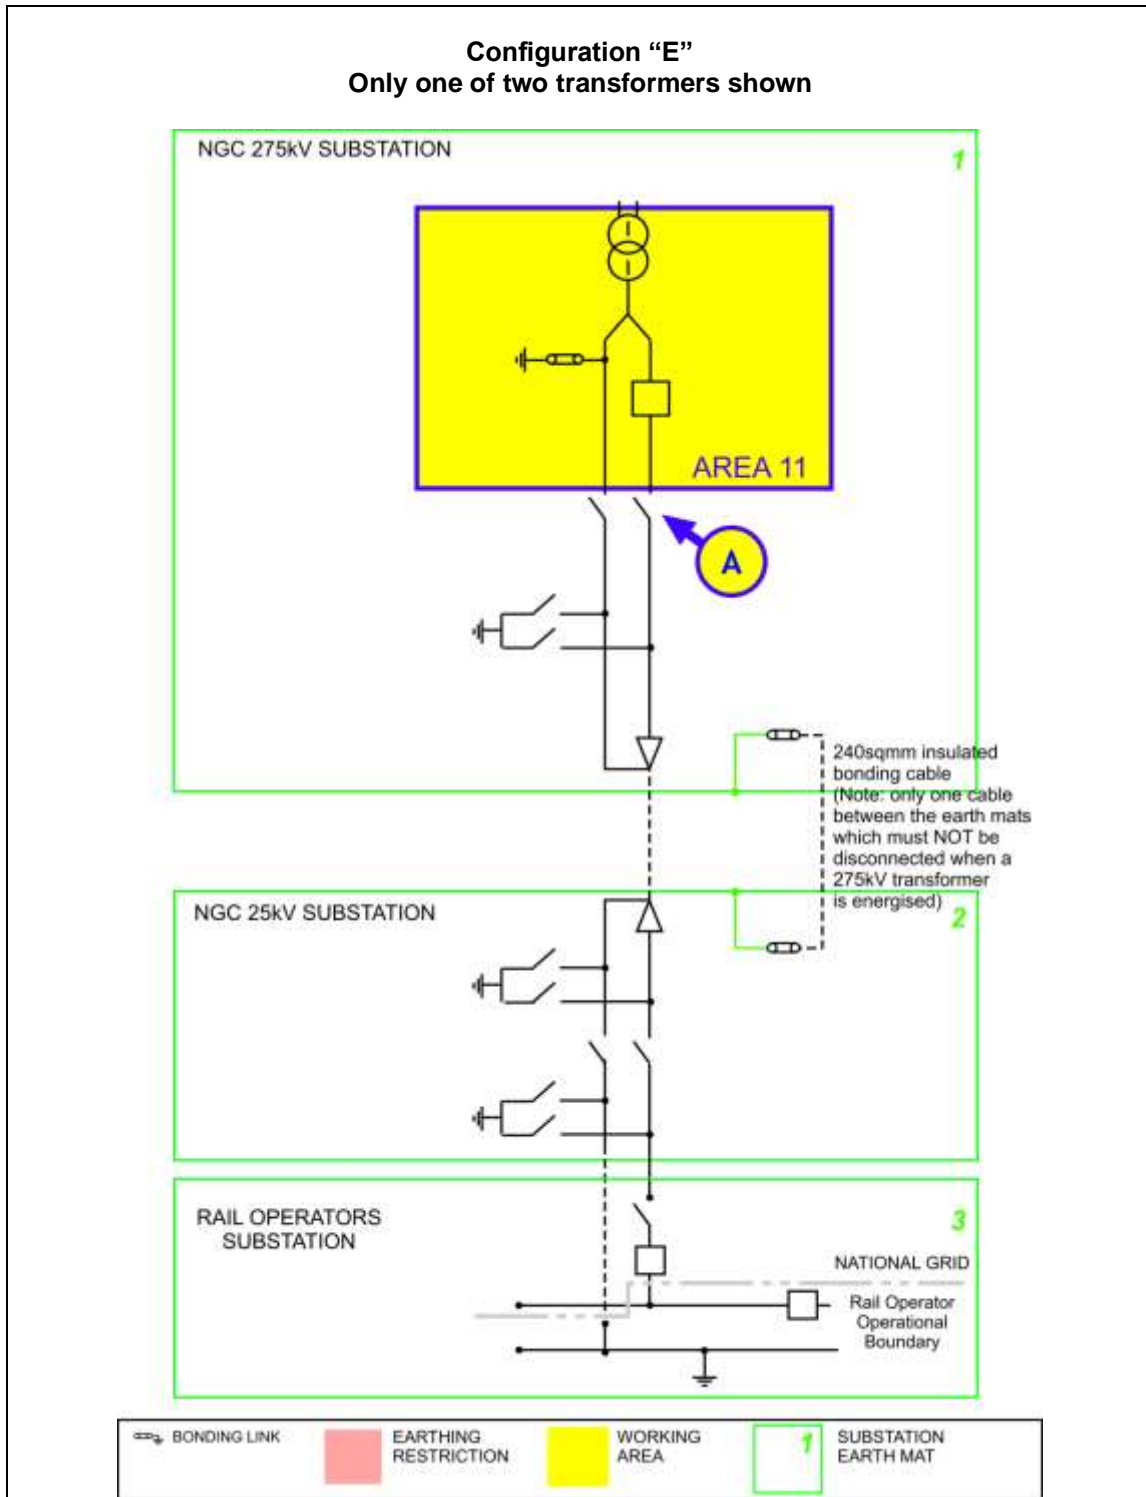 Configuration “E”
Only one of two transformers shown
NGC 275kV SUBSTATION
1
AREA 11
A
240sqmm insulated
bonding cable
(Note: only one cable
between the earth mats
which must NOT be
disconnected when a
275kV transformer
is energised)
NGC 25kV SUBSTATION
2
RAIL OPERATORS
SUBSTATION
3
NATIONAL GRID
Rail Operator
Operational
Boundary
BONDING LINK
EARTHING
RESTRICTION
WORKING
AREA
1
SUBSTATION
EARTH MAT